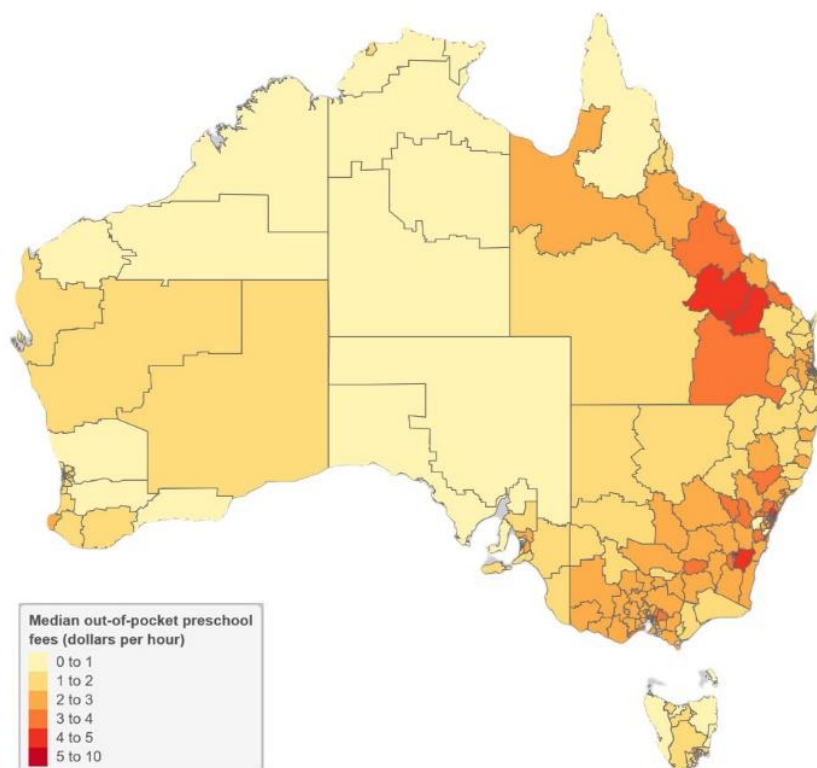 Median out-of-pocket preschool
fees (dollars per hour)
0 to 1
1 to 2
2 to 3
3 to 4
4 to 5
5 to 10